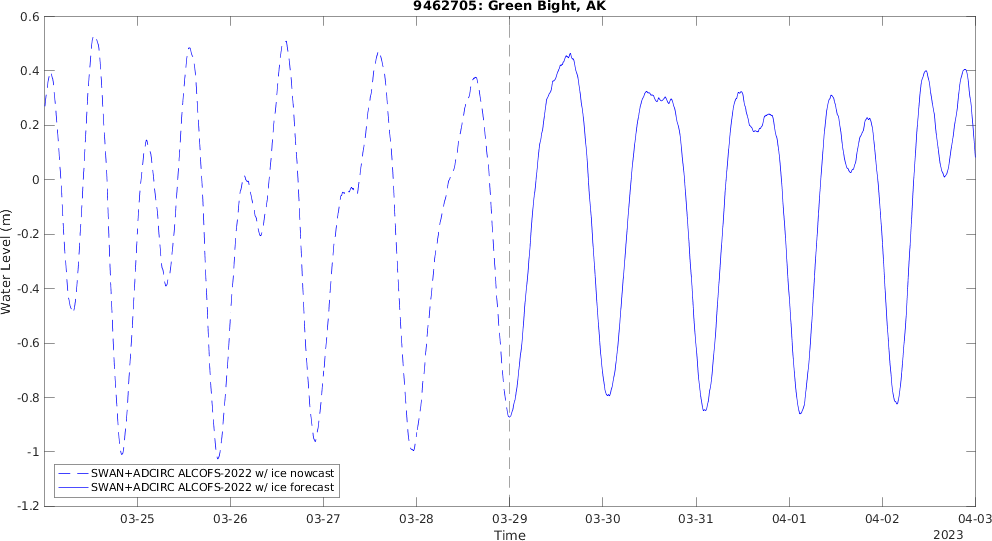 9462705: Green Bight, AK
0.6
0.4
0.2
0
-0.2
-0.4
-0.6
-0.8
-1
-1.2
Water Level (m)
SWAN+ADCIRC ALCOFS-2022 w/ ice nowcast
SWAN+ADCIRC ALCOFS-2022 w/ ice forecast
03-25 03-26 03-27 03-28 03-29 03-30 03-31 04-01 04-02 04-03
Time
2023